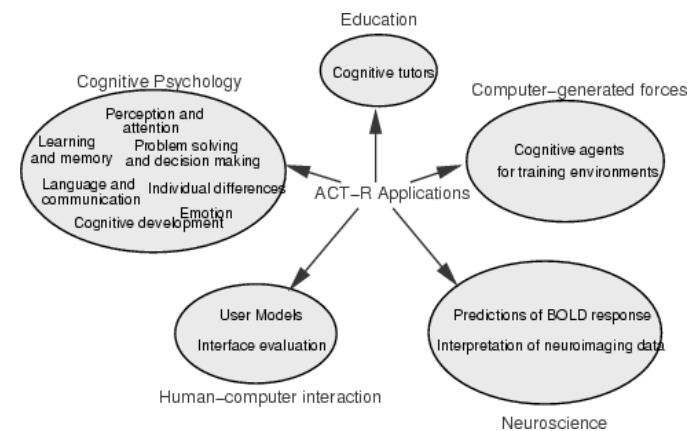 Education
Cognitive tutors
Cognitive Psychology
Perception and
attention
Learning
and memory
Problem solving
and decision making
Language and
communication
Individual differences
Emotion
Cognitive development
Computer-generated forces
Cognitive agents
for training environments
ACT-R Applications
User Models
Interface evaluation
Human-computer interaction
Predictions of BOLD response
Interpretation of neuroimaging data
Neuroscience